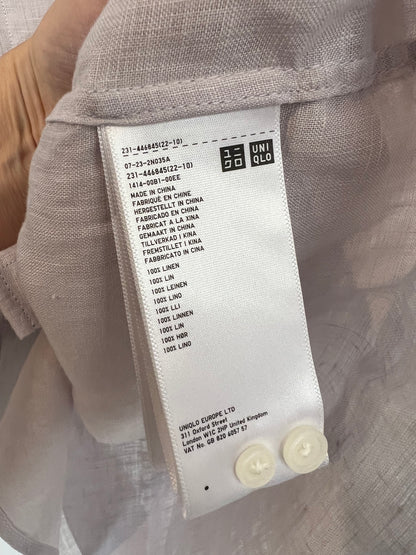 231-446845(22-10)
07-23-2N035A
231-446845(22-10)
1414-00B1-00EE
ユニ
クロ
UNI
QLO
MADE IN CHINA
FABRIQUÉ EN CHINE
HERGESTELLT IN CHINA
FABRICADO EN CHINA
FABRICAT A LA XINA
GEMAAKT IN CHINA
TILLVERKAD I KINA
FREMSTILLET I KINA
FABBRICATO IN CINA
100% LINEN
100% LIN
100% LEINEN
100% LINO
100% LLI
100% LINNEN
100% LIN
100% HØR
100% LINO
UNIQLO EUROPE LTD
311 Oxford Street
London W1C 2HP United Kingdom
VAT No. GB 820 6057 57